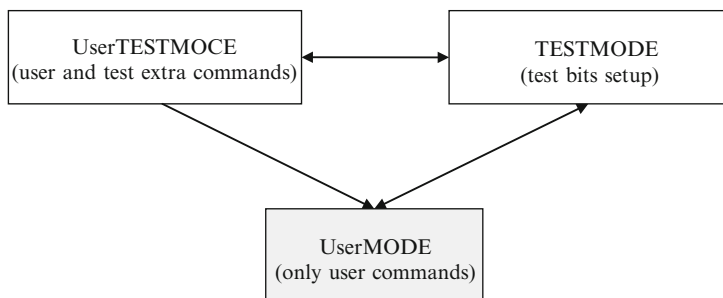 UserTESTMOCE
(user and test extra commands)
TESTMODE
(test bits setup)
UserMODE
(only user commands)